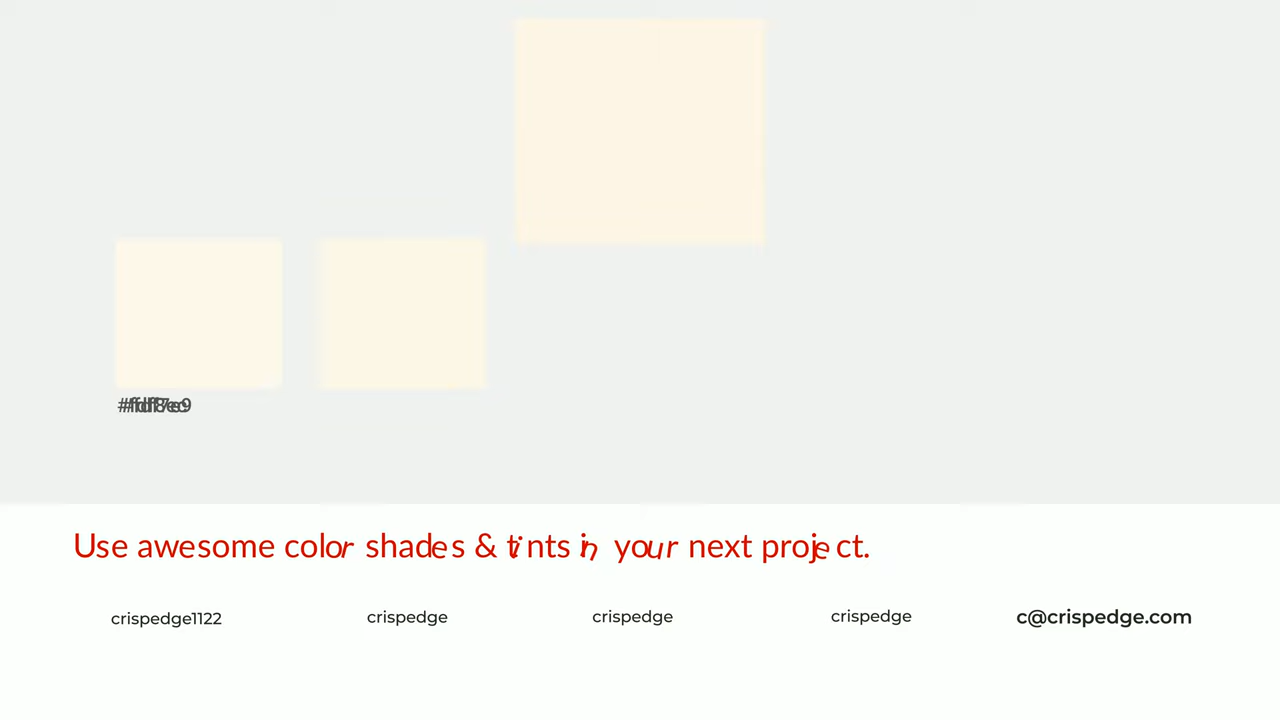 Use awesome color shades & tints in your next project.
crispedge1122 crispedge crispedge crispedge c@crispedge.com